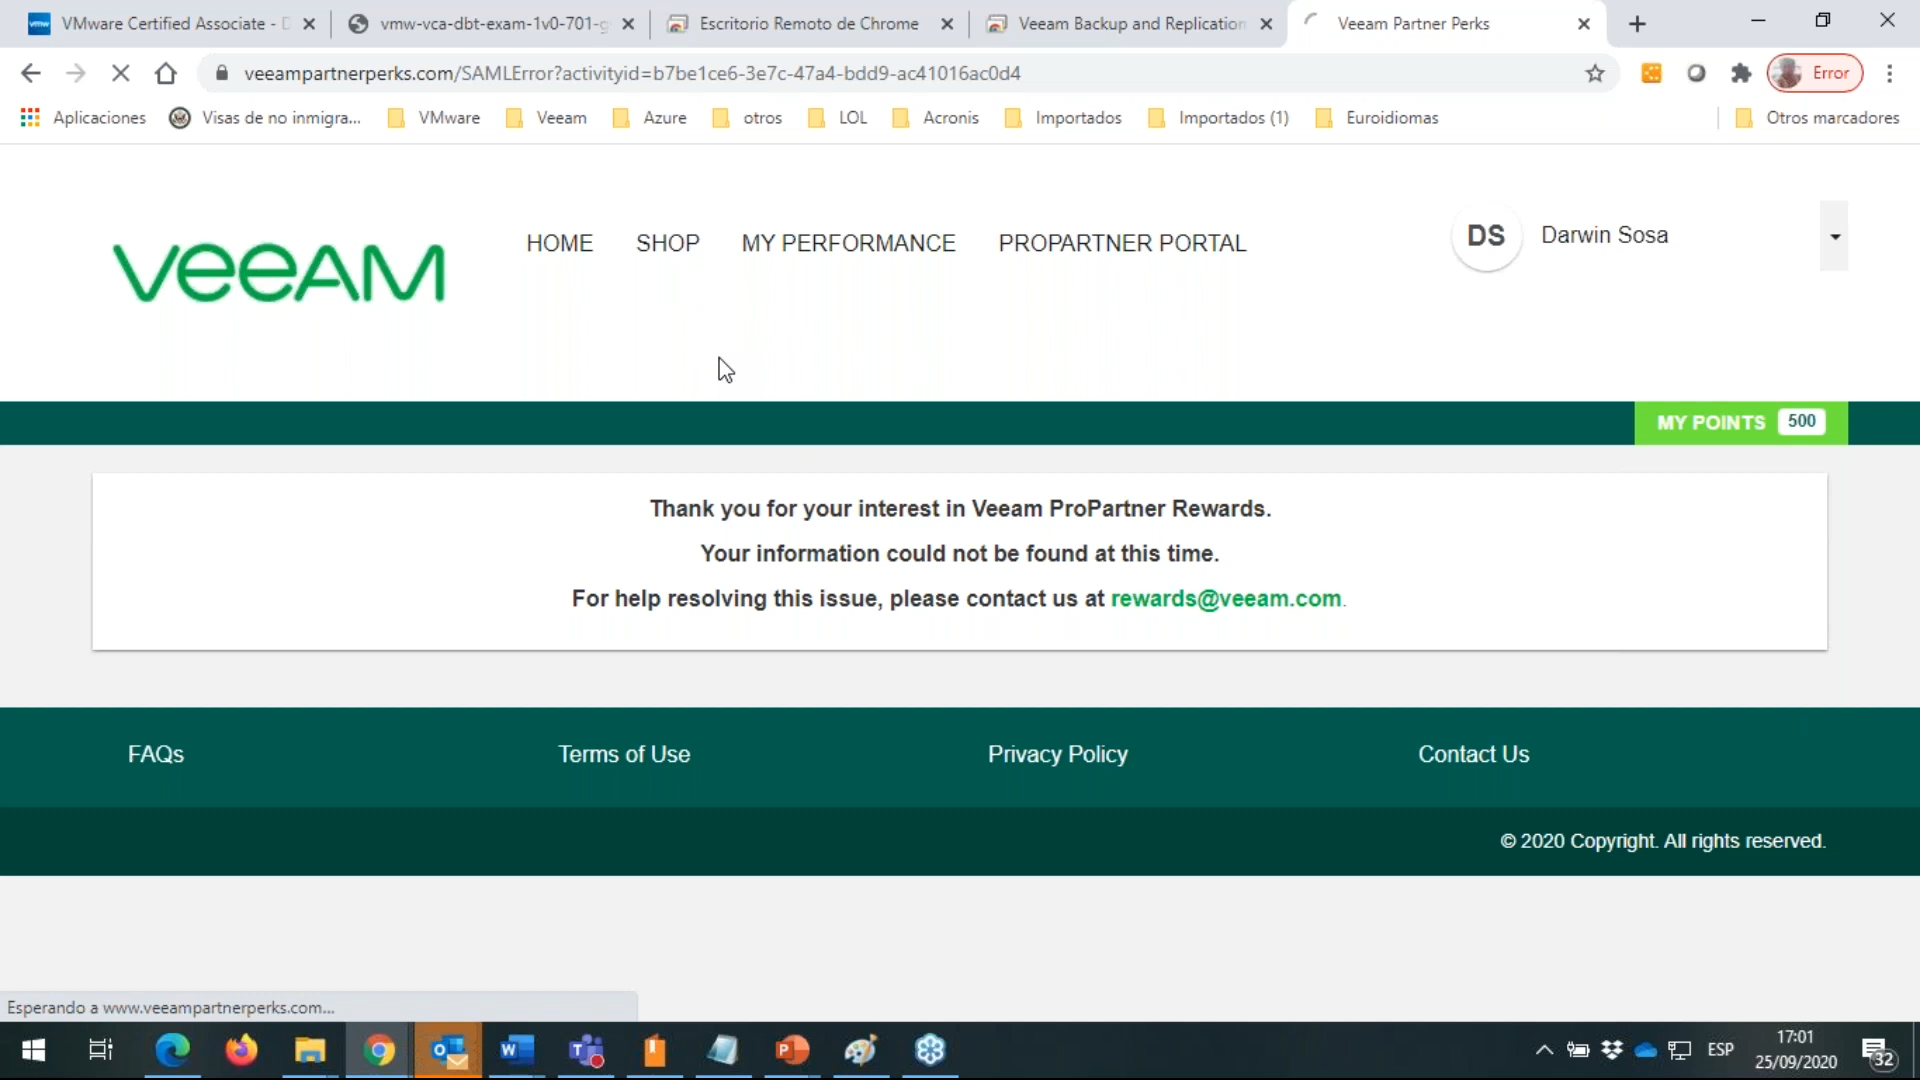 VMware Certified Associate - D
vmw-vca-dbt-exam-1v0-701-g
Escritorio Remoto de Chrome
Veeam Backup and Replication
Veeam Partner Perks
veeampartnerperks.com/SAMLError?activityid=b7be1ce6-3e7c-47a4-bdd9-ac41016ac0d4
Error
Aplicaciones
Visas de no inmigra...
VMware
Veeam
Azure
otros
LOL
Acronis
Importados
Importados (1)
Euroidiomas
Otros marcadores
veeAM
HOME
SHOP
MY PERFORMANCE
PROPARTNER PORTAL
DS
Darwin Sosa
MY POINTS 500
Thank you for your interest in Veeam ProPartner Rewards.
Your information could not be found at this time.
For help resolving this issue, please contact us at rewards@veeam.com.
FAQs
Terms of Use
Privacy Policy
Contact Us
© 2020 Copyright. All rights reserved.
Esperando a www.veeampartnerperks.com...
ESP
17:01
25/09/2020
32